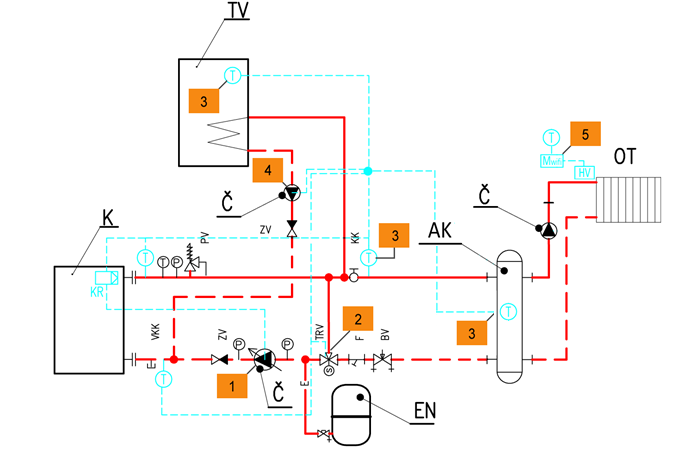 TV
T
3
5
T
Mwifi
HV
OT
4
Č
Č
K
ZV
PV
KK
3
AK
T
T
P
T
KR
T
2
3
VKK
ZV
P
P
TRV
F
BV
E
T
S
1
Č
E
EN